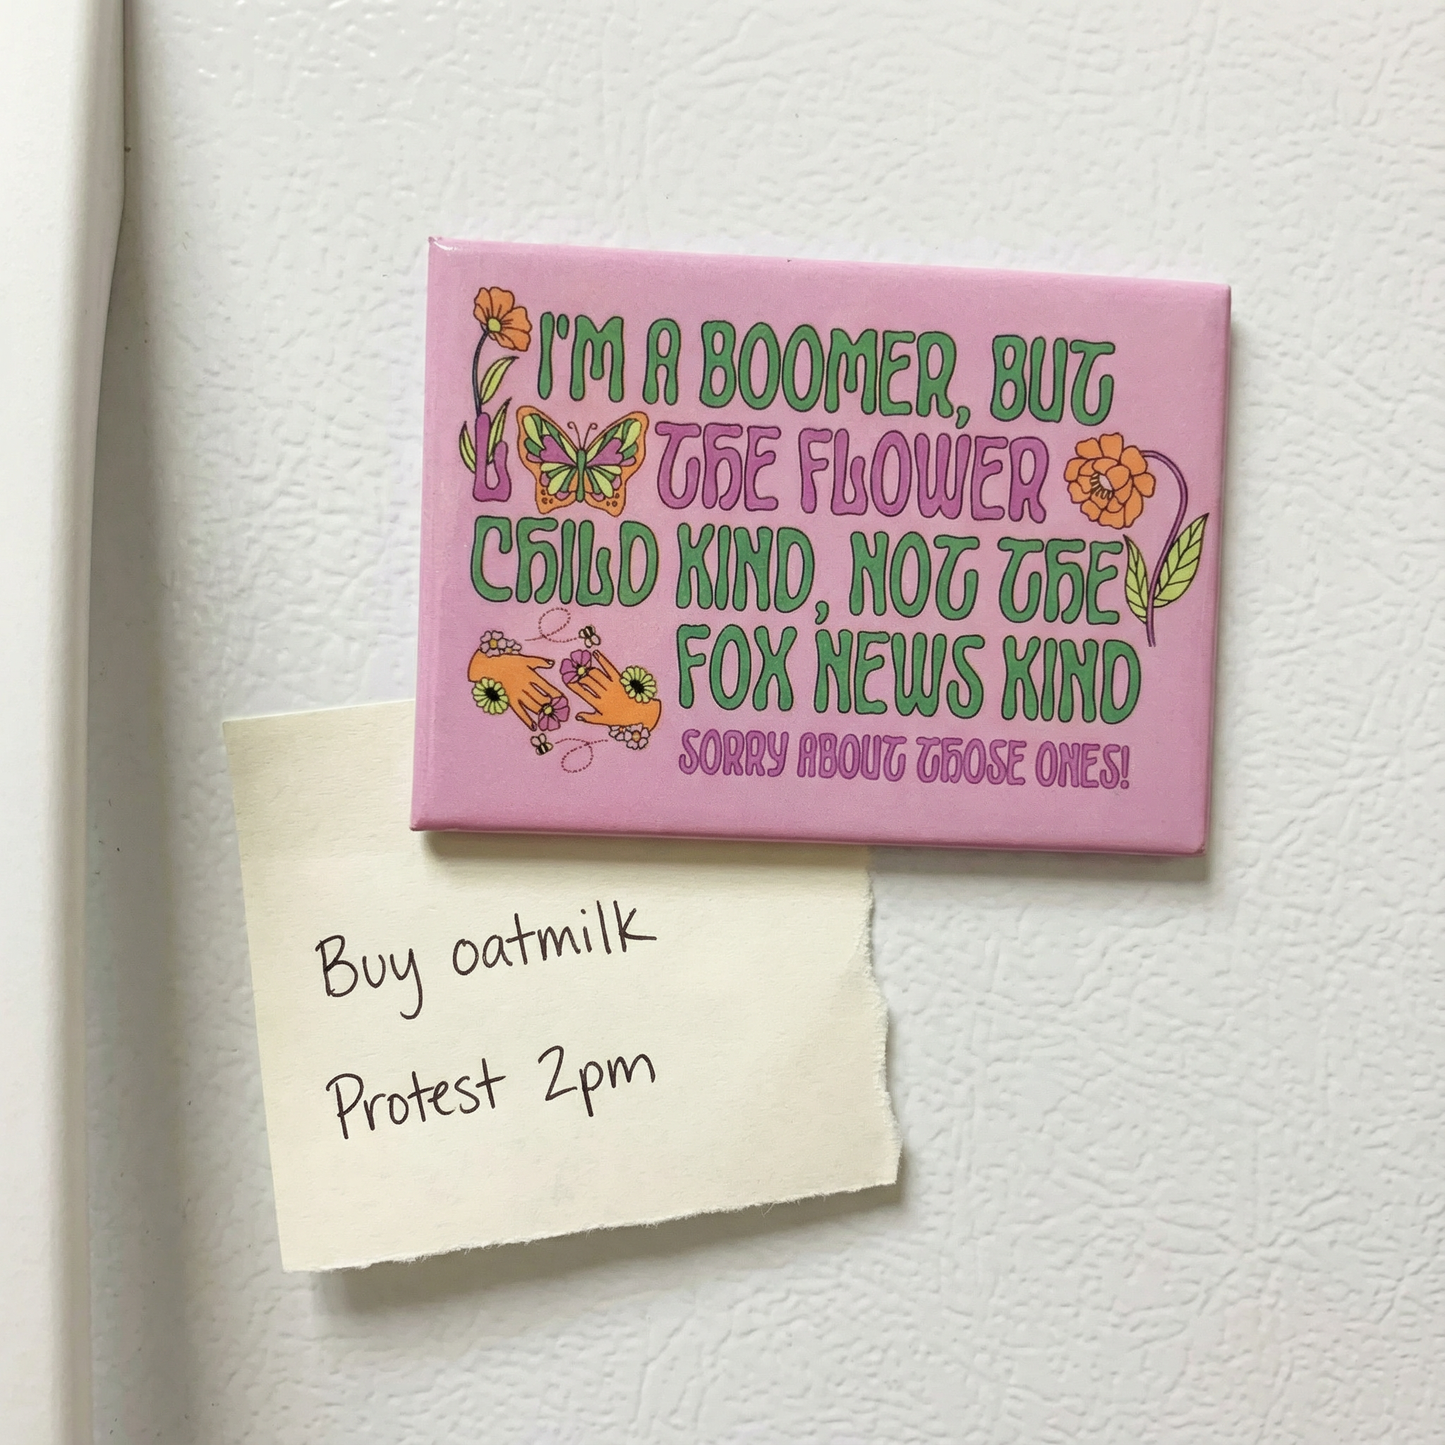 I'M A BOOMER, BUT
L THE FLOWER
CHILD KIND, NOT THE
FOX NEWS KIND
SORRY ABOUT THOSE ONES!
Buy oatmilk
Protest 2pm